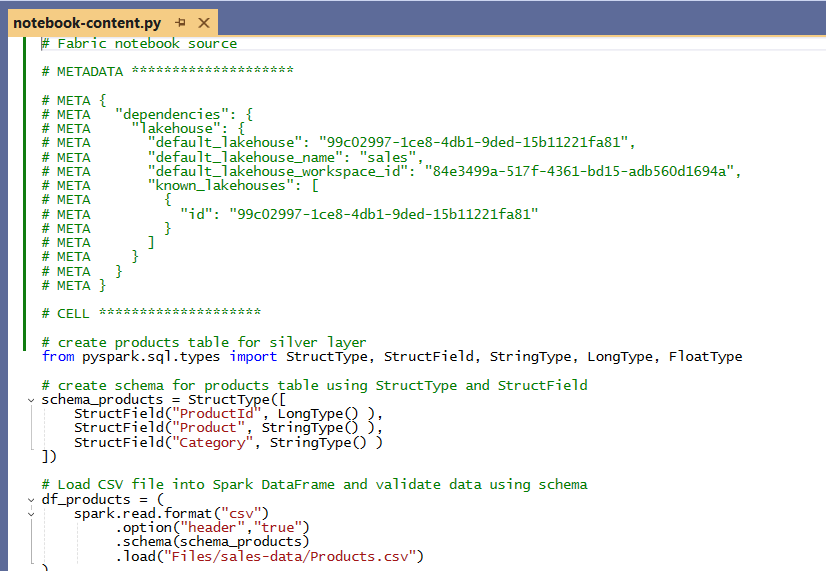 notebook-content.py
# Fabric notebook source
# METADATA ********************
# META {
# META   "dependencies": {
# META     "lakehouse": {
# META       "default_lakehouse": "99c02997-1ce8-4db1-9ded-15b11221fa81",
# META       "default_lakehouse_name": "sales",
# META       "default_lakehouse_workspace_id": "84e3499a-517f-4361-bd15-adb560d1694a",
# META       "known_lakehouses": [
# META         {
# META           "id": "99c02997-1ce8-4db1-9ded-15b11221fa81"
# META         }
# META       ]
# META     }
# META   }
# META }
# CELL ********************
# create products table for silver layer
from pyspark.sql.types import StructType, StructField, StringType, LongType, FloatType
# create schema for products table using StructType and StructField
schema_products = StructType([
    StructField("ProductId", LongType() ),
    StructField("Product", StringType() ),
    StructField("Category", StringType() )
])
# Load CSV file into Spark DataFrame and validate data using schema
df_products = (
    spark.read.format("csv")
         .option("header","true")
         .schema(schema_products)
         .load("Files/sales-data/Products.csv")
)